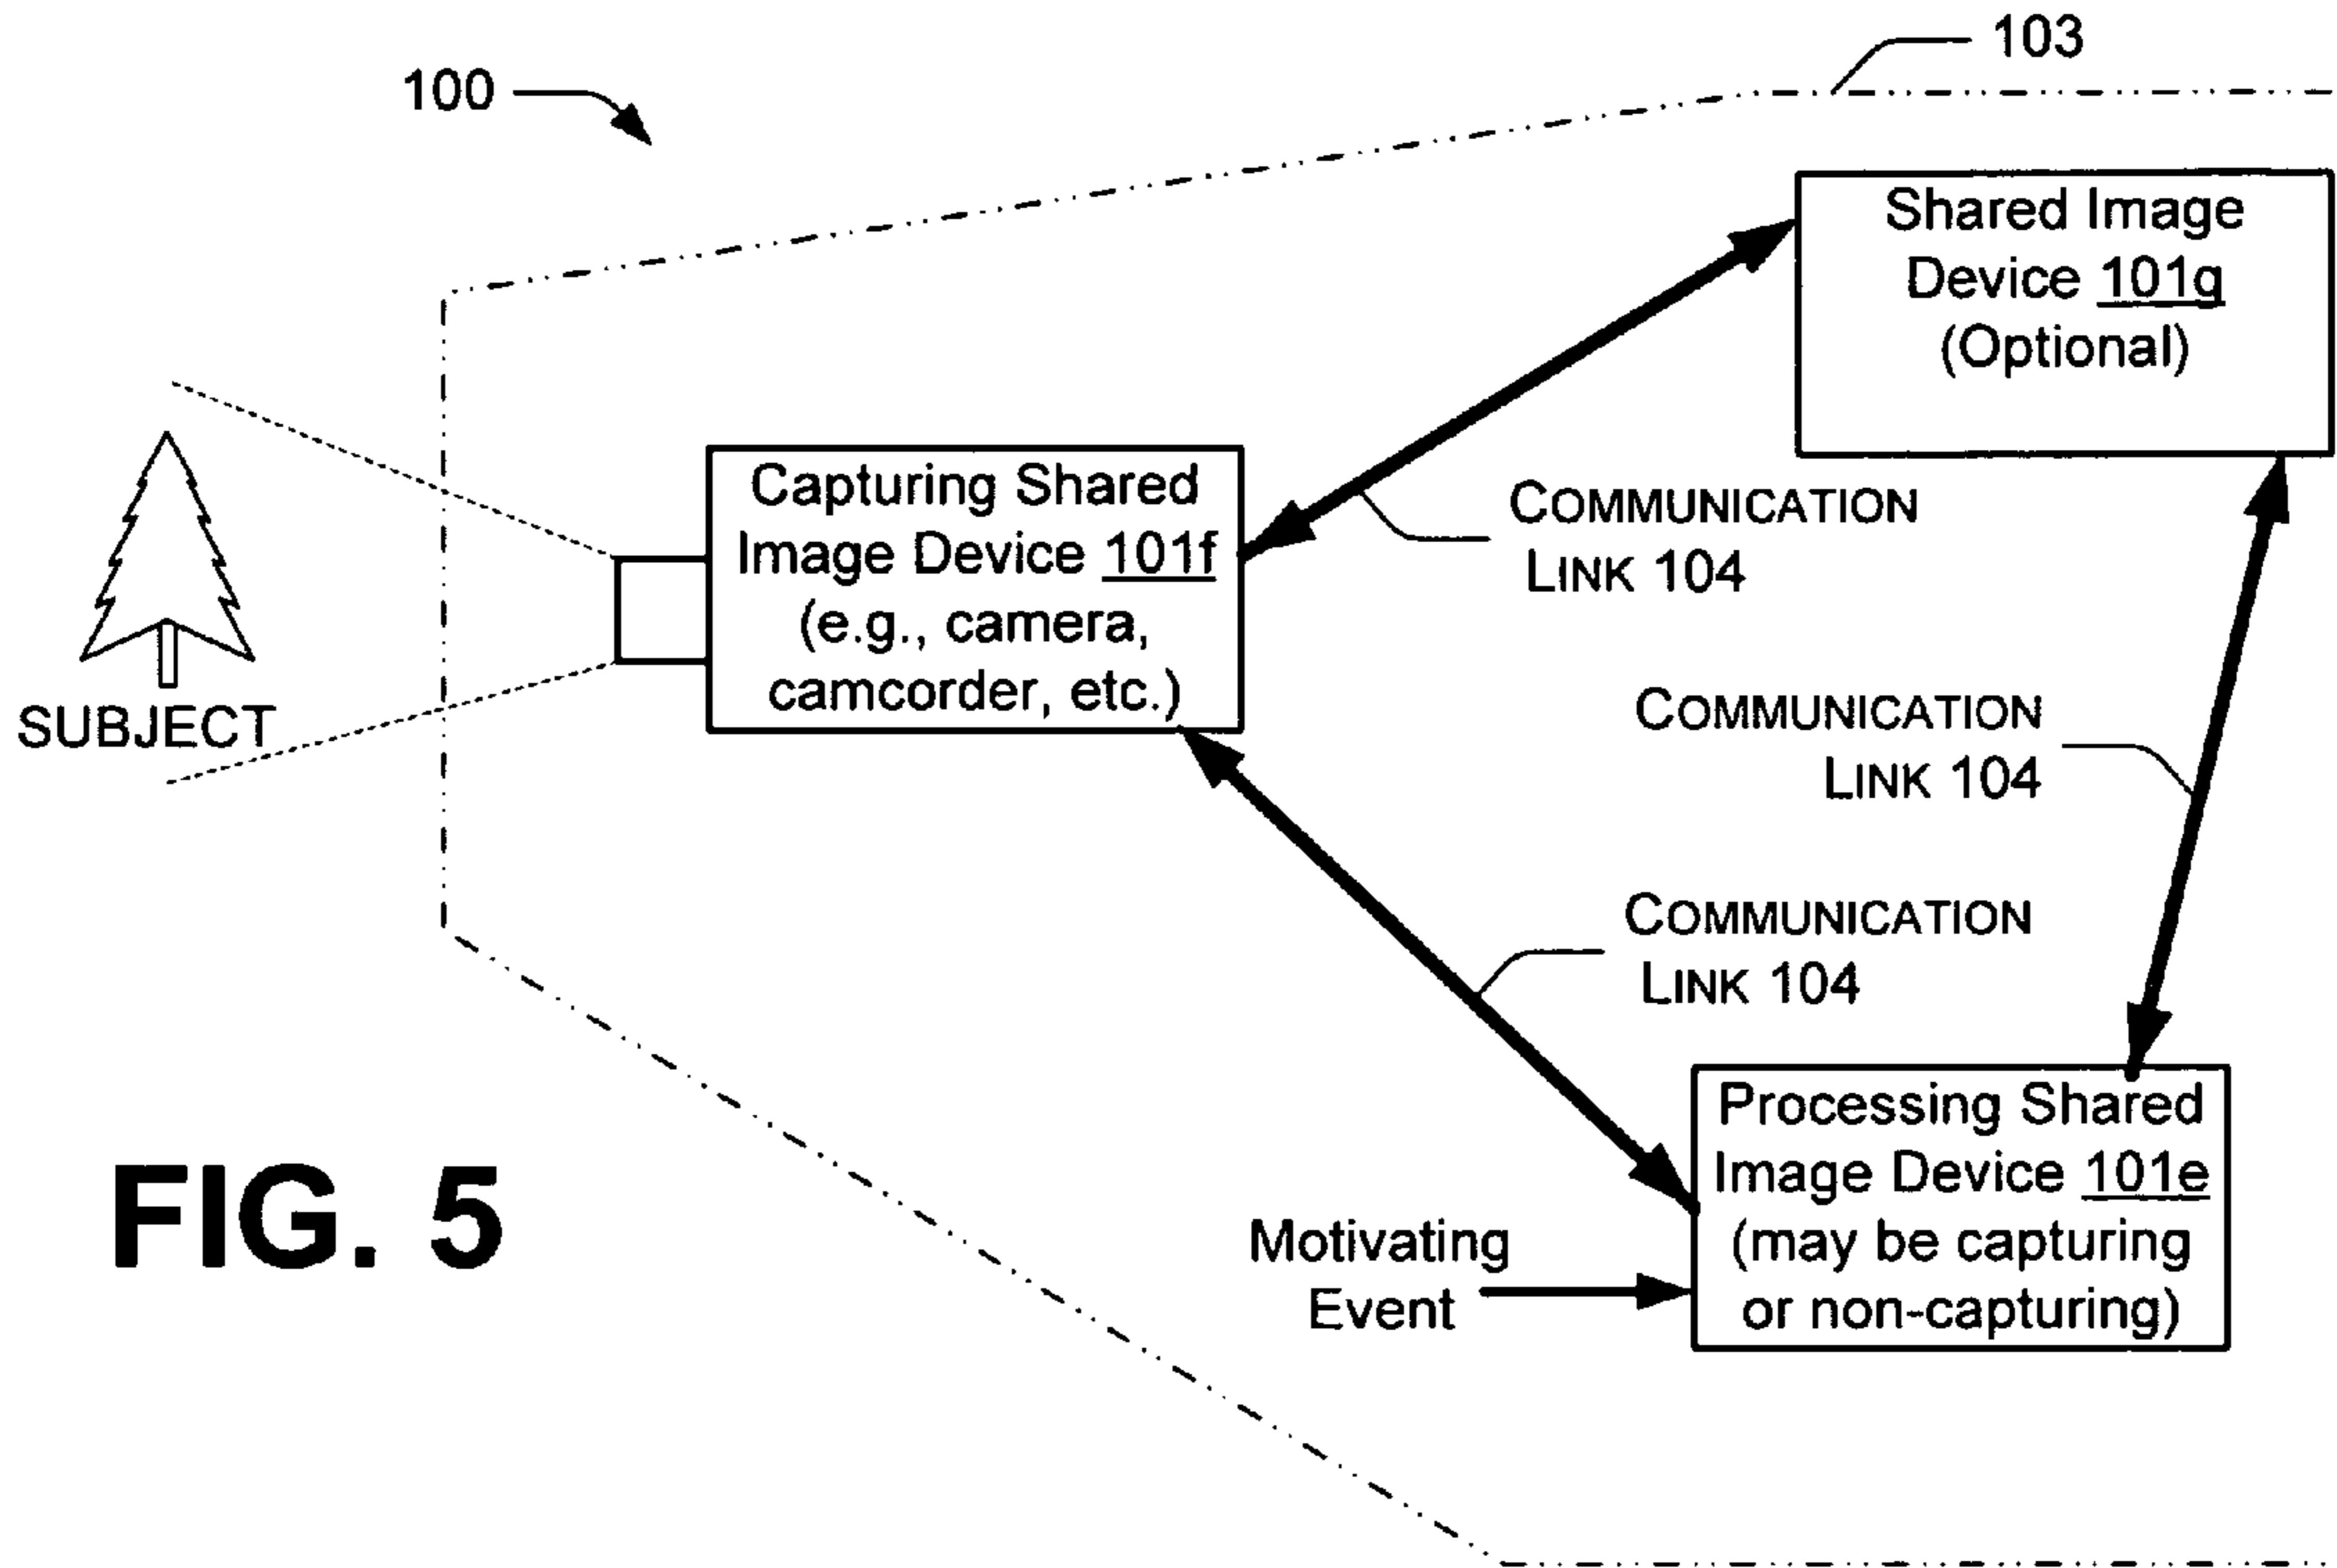 103
100
Shared Image
Device 101g
(Optional)
Capturing Shared
Image Device 101f
(e.g., camera,
camcorder, etc.)
COMMUNICATION
LINK 104
SUBJECT
COMMUNICATION
LINK 104
COMMUNICATION
LINK 104
Processing Shared
Image Device 101e
(may be capturing
or non-capturing)
Motivating
Event
FIG. 5